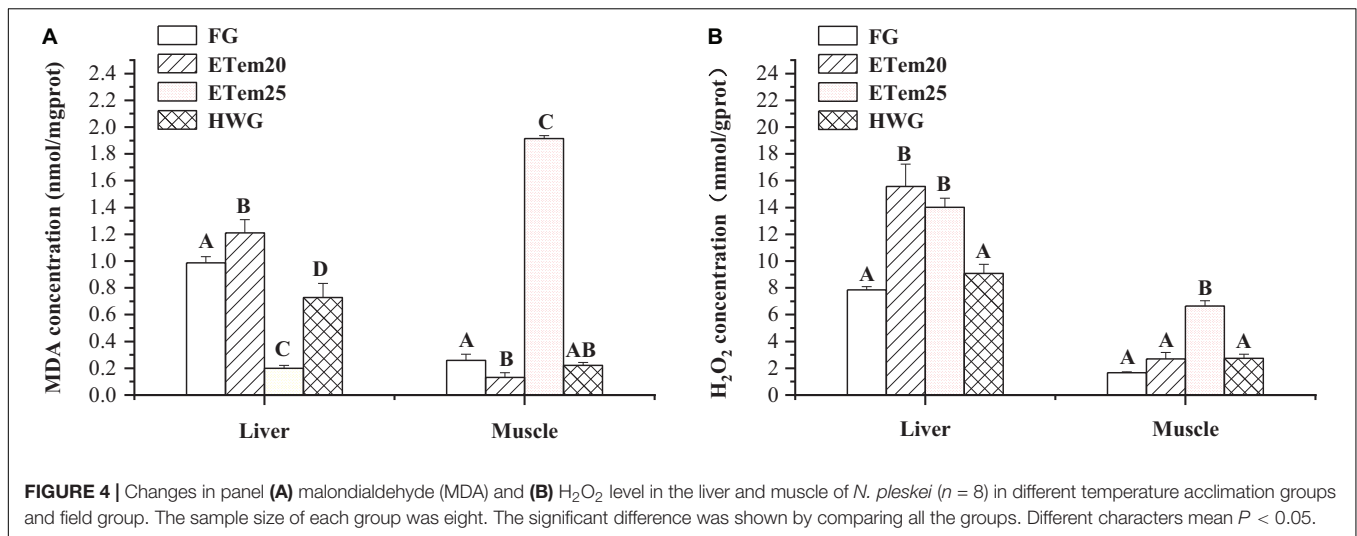 A
FG
ETem20
ETem25
HWG
MDA concentration (nmol/mgprot)
2.4
2.2
2.0
1.8
1.6
1.4
1.2
1.0
0.8
0.6
0.4
0.2
0.0
A
B
C
D
A
B
C
AB
Liver
Muscle
B
FG
ETem20
ETem25
HWG
H₂O₂ concentration（mmol/gprot）
24
22
20
18
16
14
12
10
8
6
4
2
0
A
B
B
A
A
A
B
A
Liver
Muscle
FIGURE 4 | Changes in panel (A) malondialdehyde (MDA) and (B) H₂O₂ level in the liver and muscle of N. pleskei (n = 8) in different temperature acclimation groups
and field group. The sample size of each group was eight. The significant difference was shown by comparing all the groups. Different characters mean P < 0.05.